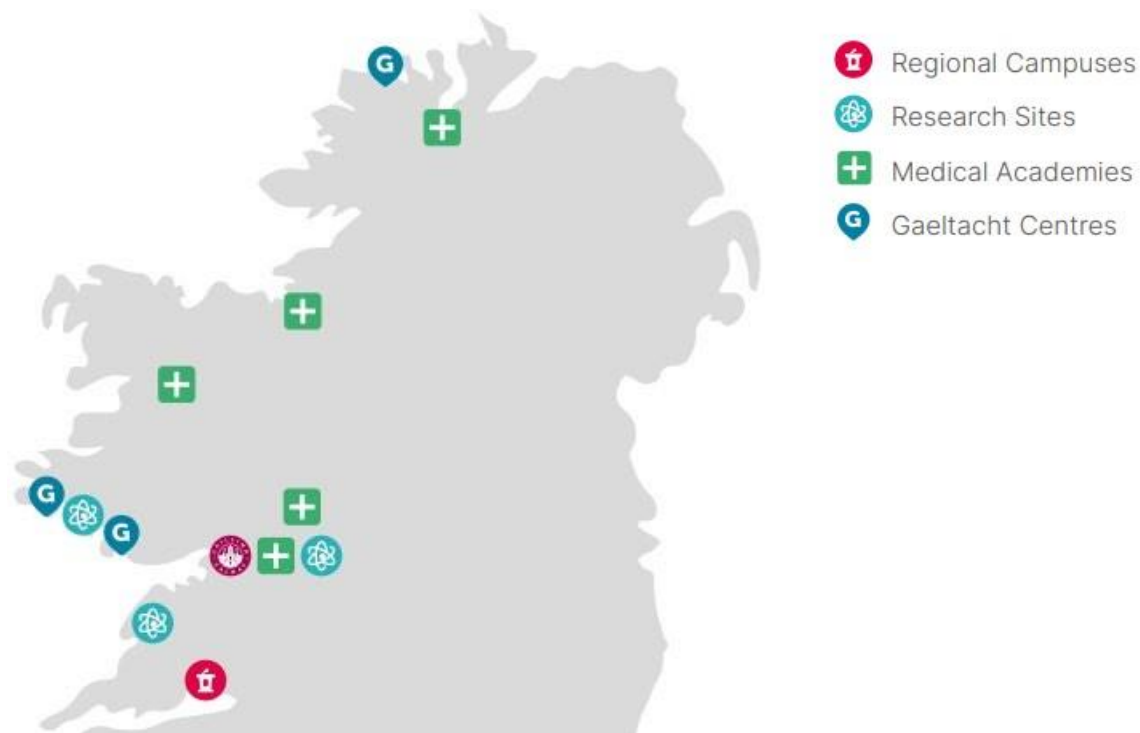 G
Regional Campuses
Research Sites
Medical Academies
G Gaeltacht Centres
G
G